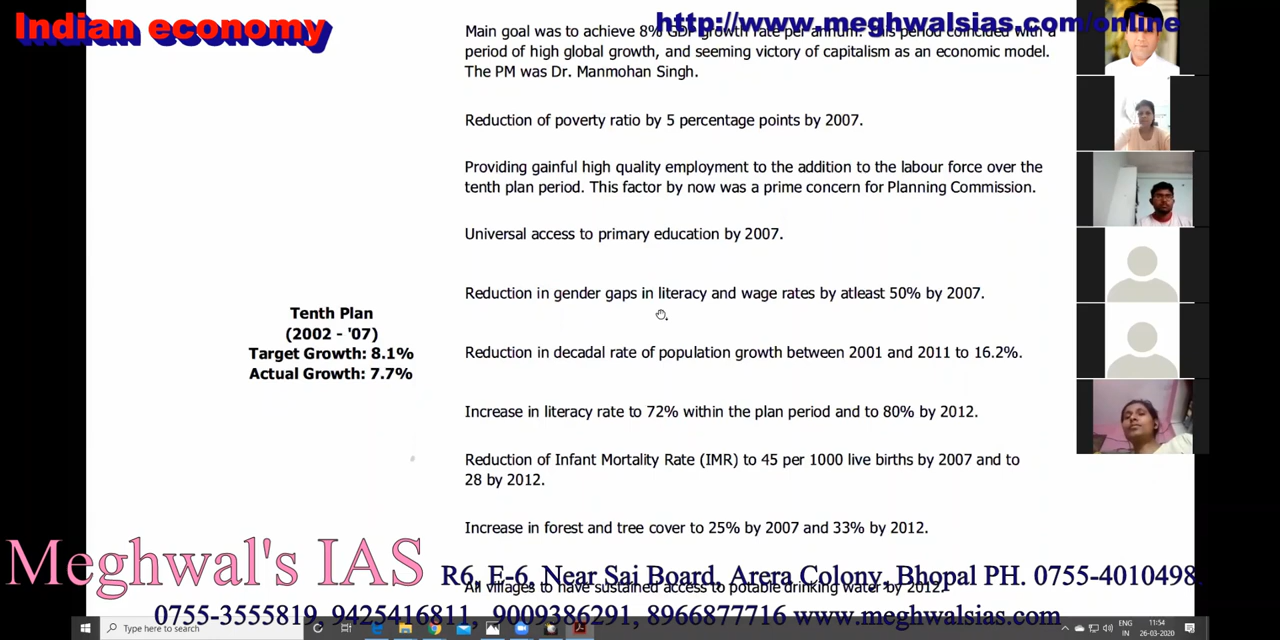 Indian economy
http://www.meghwalsias.com/online
Main goal was to achieve 8% GDP growth rate per annum. This period coincided with a
period of high global growth, and seeming victory of capitalism as an economic model.
The PM was Dr. Manmohan Singh.
Reduction of poverty ratio by 5 percentage points by 2007.
Providing gainful high quality employment to the addition to the labour force over the
tenth plan period. This factor by now was a prime concern for Planning Commission.
Universal access to primary education by 2007.
Reduction in gender gaps in literacy and wage rates by atleast 50% by 2007.
Tenth Plan
(2002 - '07)
Target Growth: 8.1%
Actual Growth: 7.7%
Reduction in decadal rate of population growth between 2001 and 2011 to 16.2%.
Increase in literacy rate to 72% within the plan period and to 80% by 2012.
Reduction of Infant Mortality Rate (IMR) to 45 per 1000 live births by 2007 and to
28 by 2012.
Increase in forest and tree cover to 25% by 2007 and 33% by 2012.
All villages to have sustained access to potable drinking water by 2012.
Meghwal's IAS
R6, E-6, Near Sai Board, Arera Colony, Bhopal PH. 0755-4010498,
0755-3555819, 9425416811, 9009386291, 8966877716 www.meghwalsias.com
Type here to search
ENG
IN
11:54
26-03-2020